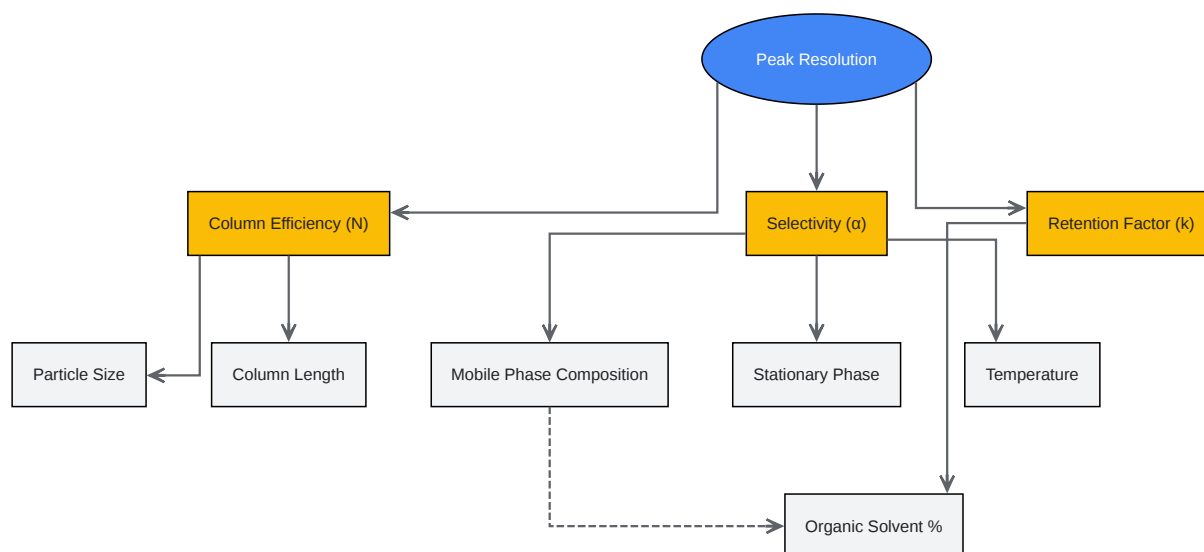 Peak Resolution
Column Efficiency (N)
Selectivity (α)
Retention Factor (k)
Particle Size
Column Length
Mobile Phase Composition
Stationary Phase
Temperature
Organic Solvent %